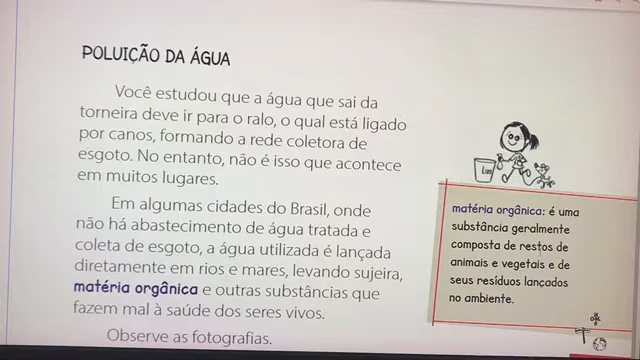 POLUIÇÃO DA ÁGUA
Você estudou que a água que sai da
torneira deve ir para o ralo, o qual está ligado
por canos, formando a rede coletora de
esgoto. No entanto, não é isso que acontece
em muitos lugares.
Em algumas cidades do Brasil, onde
não há abastecimento de água tratada e
coleta de esgoto, a água utilizada é lançada
diretamente em rios e mares, levando sujeira,
matéria orgânica e outras substâncias que
fazem mal à saúde dos seres vivos.
Observe as fotografias.
matéria orgânica: é uma
substância geralmente
composta de restos de
animais e vegetais e de
seus resíduos lançados
no ambiente.